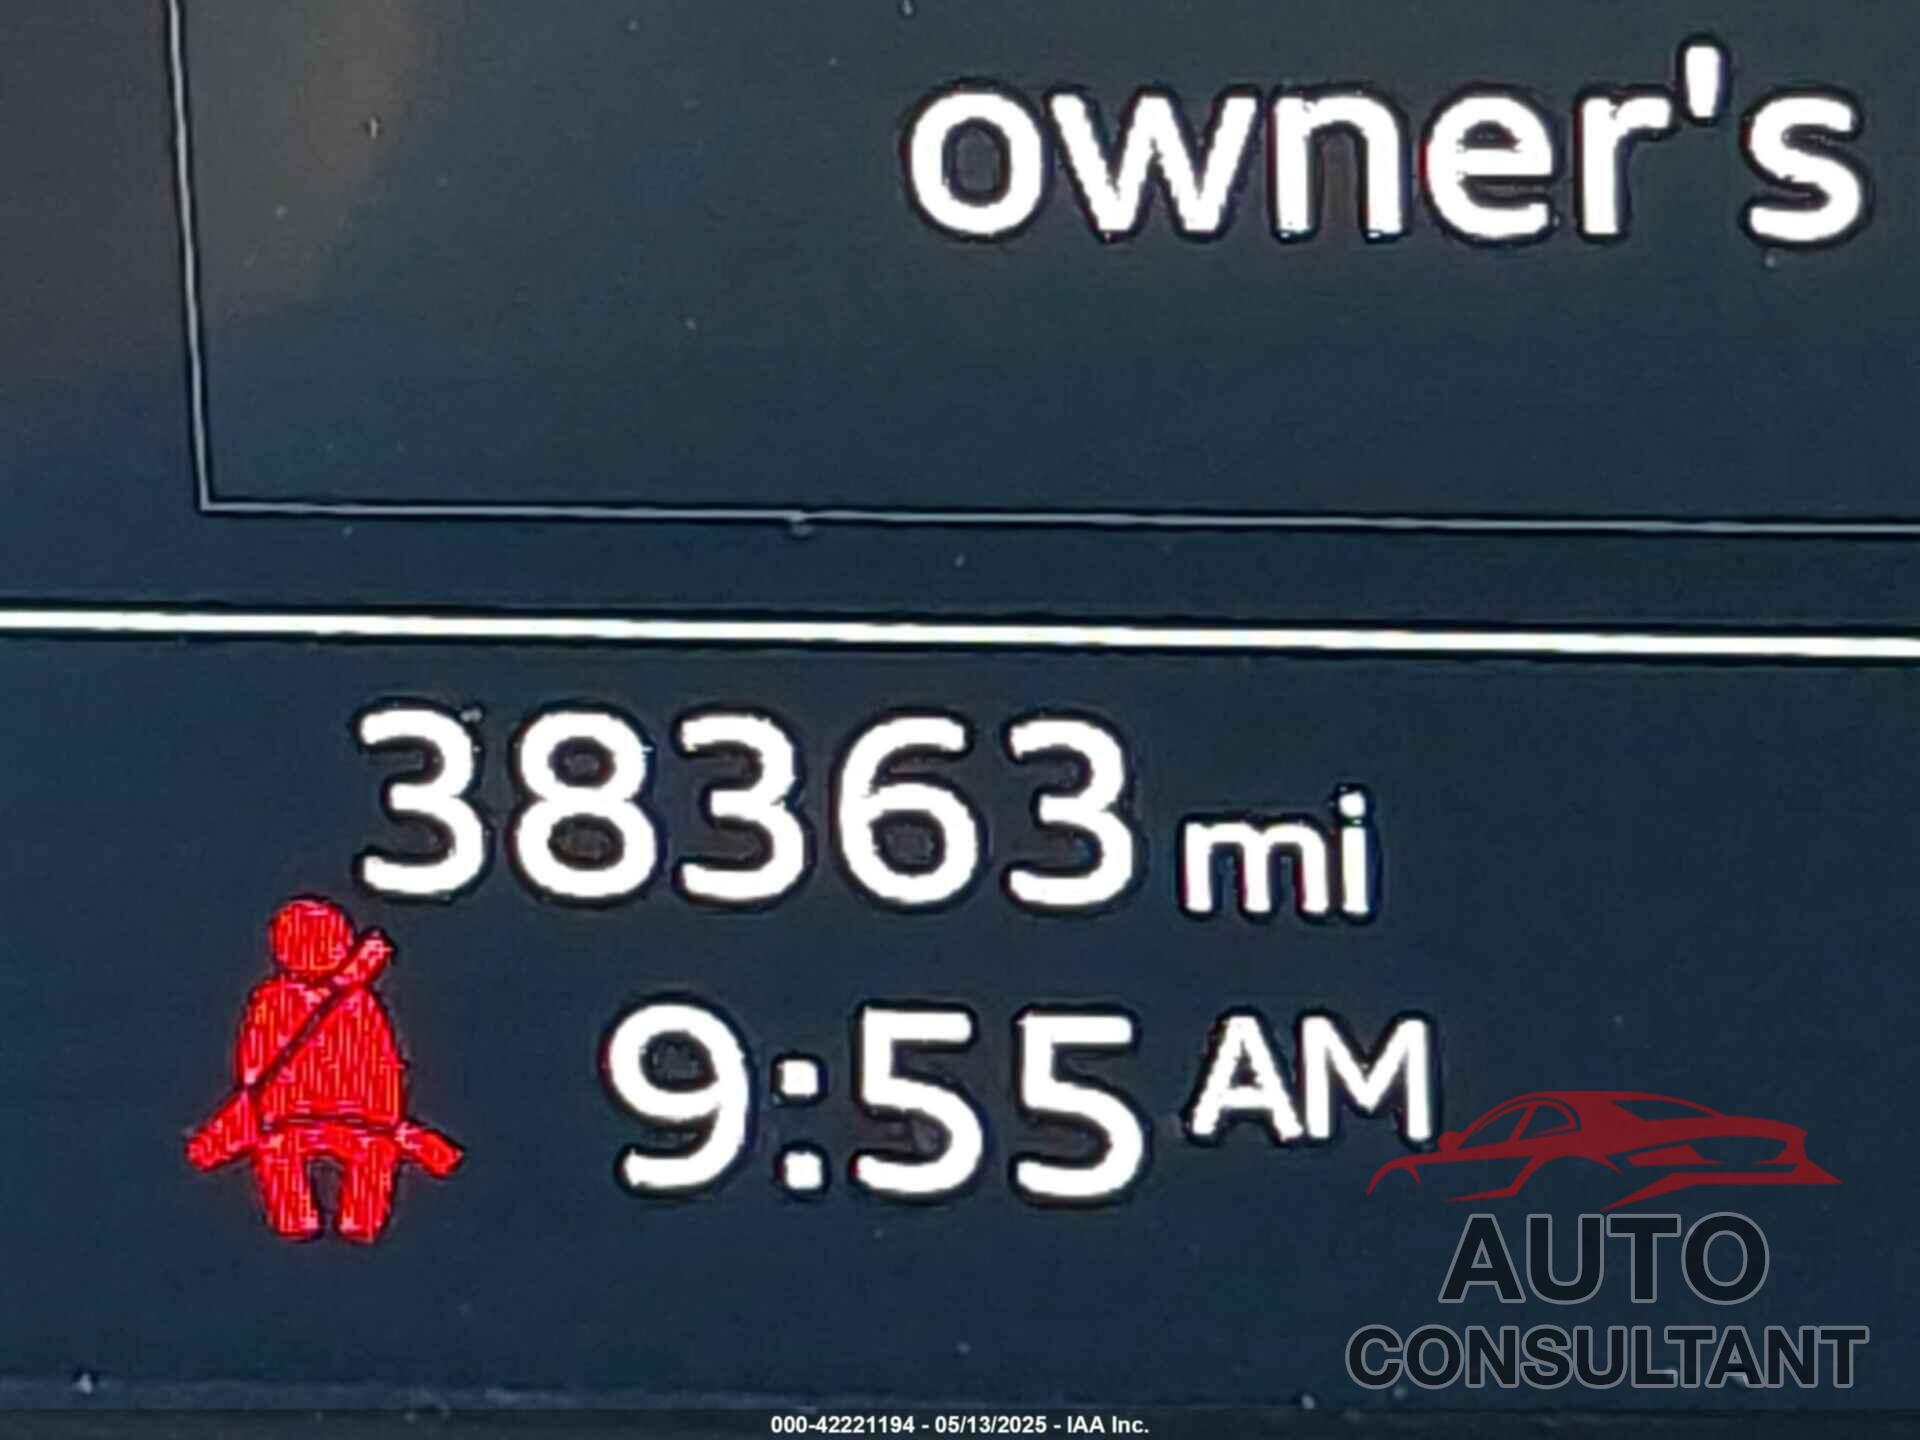 owner's
38363 mi
9:55 AM
AUTO
CONSULTANT
000-42221194 - 05/13/2025 - IAA Inc.